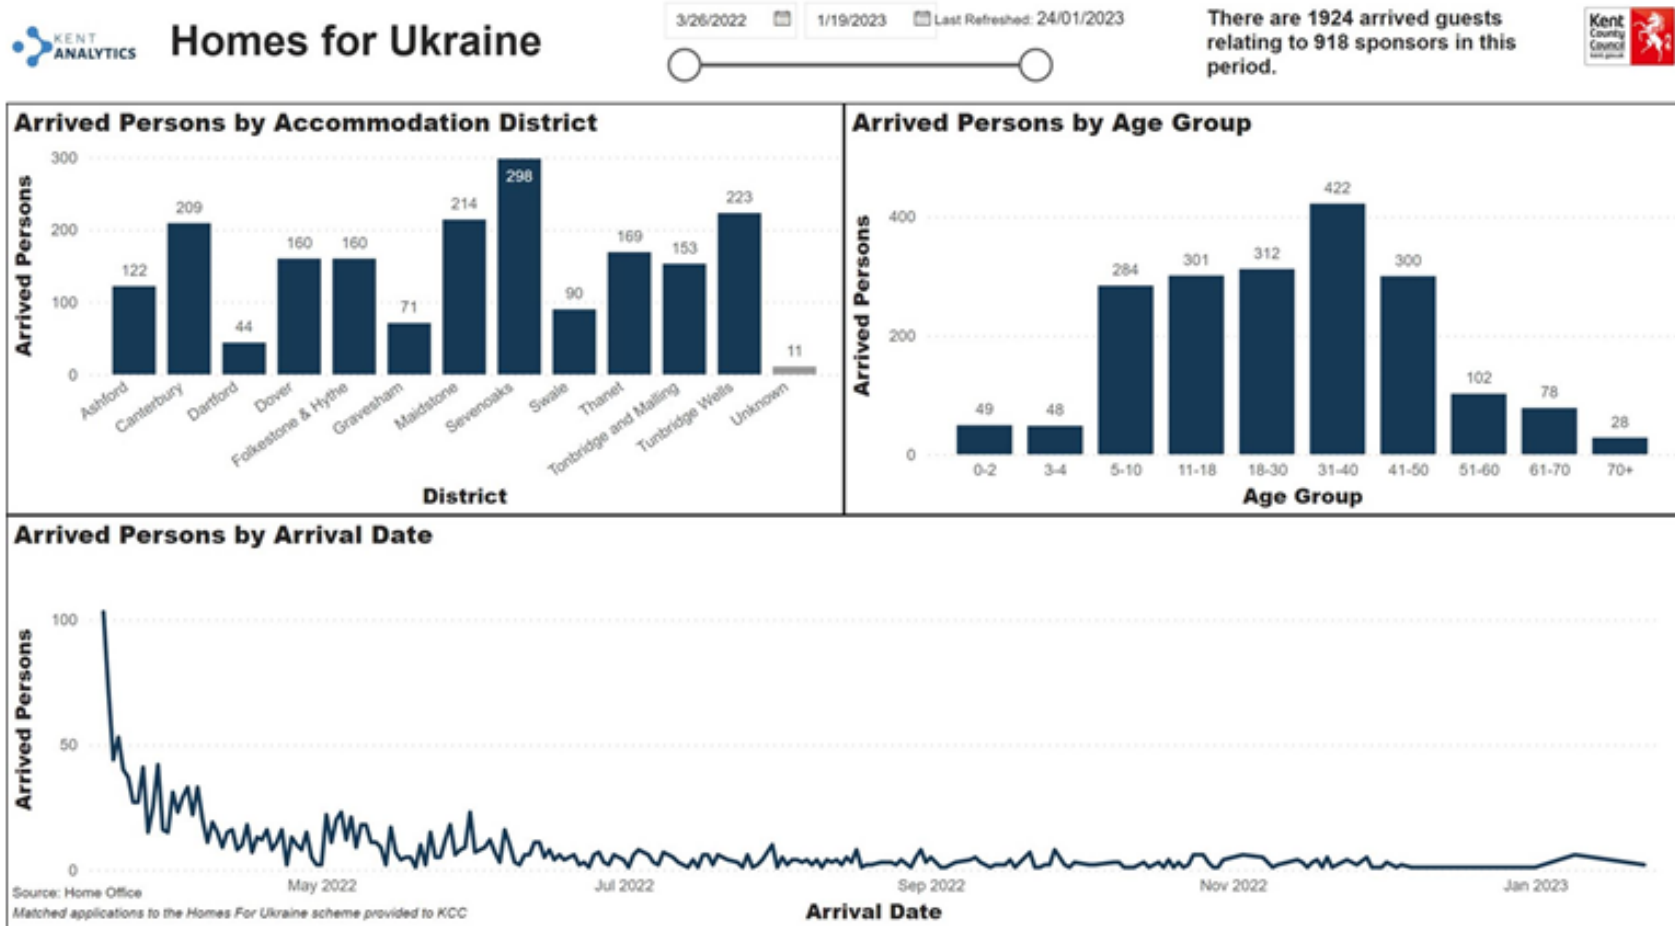 KENT
ANALYTICS
Homes for Ukraine
3/26/2022
1/19/2023
Last Refreshed: 24/01/2023
There are 1924 arrived guests
relating to 918 sponsors in this
period.
Kent
County
Council
kent.gov.uk
Arrived Persons by Accommodation District
Arrived Persons
300
200
100
0
122
209
44
160
160
71
214
298
90
169
153
223
11
Ashford
Canterbury
Dartford
Dover
Folkestone & Hythe
Gravesham
Maidstone
Sevenoaks
Swale
Thanet
Tonbridge and Malling
Tunbridge Wells
Unknown
District
Arrived Persons by Age Group
Arrived Persons
400
200
0
49
48
284
301
312
422
300
102
78
28
0-2
3-4
5-10
11-18
18-30
31-40
41-50
51-60
61-70
70+
Age Group
Arrived Persons by Arrival Date
Arrived Persons
100
50
0
May 2022
Jul 2022
Sep 2022
Nov 2022
Jan 2023
Arrival Date
Source: Home Office
Matched applications to the Homes For Ukraine scheme provided to KCC